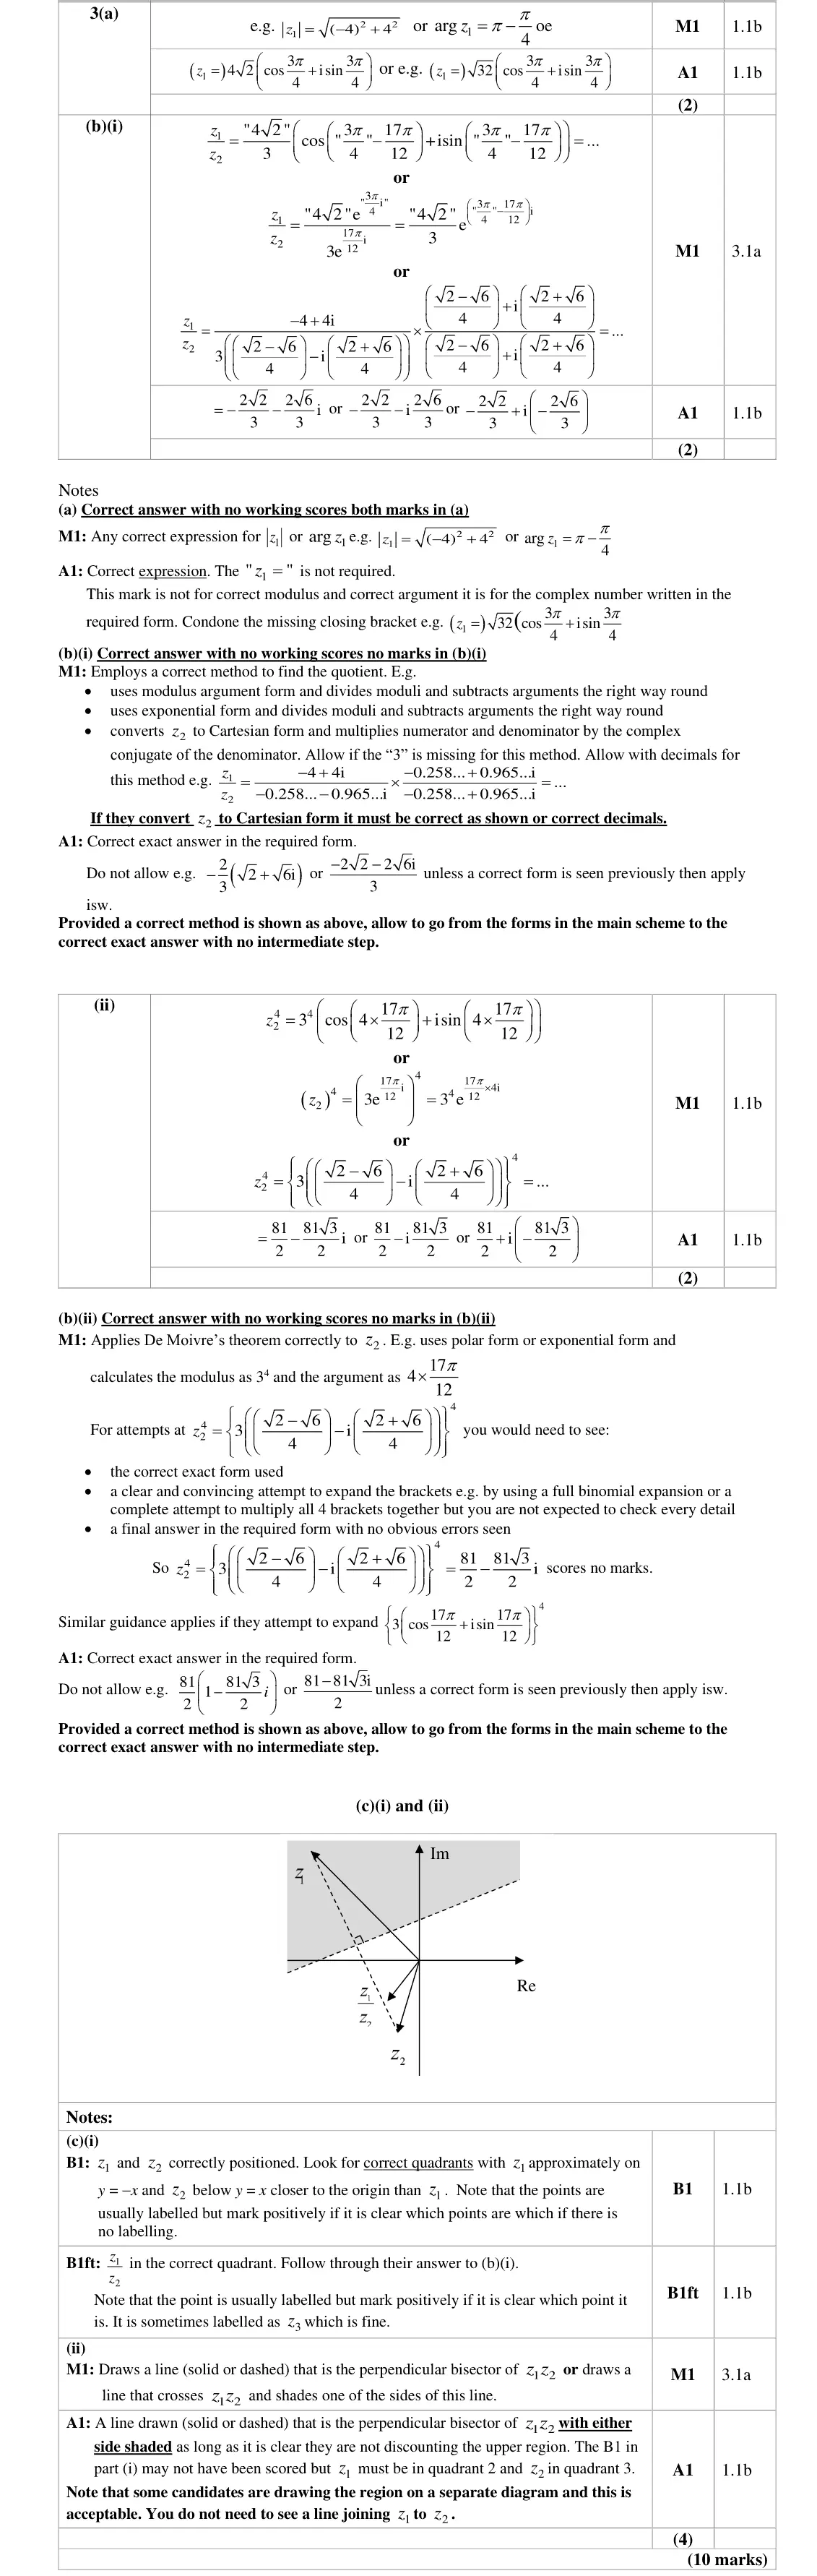 3(a)
e.g. |z₁| = √((−4)² + 4²) or arg z₁ = π − π/4 oe
M1
1.1b
(z₁ =) 4√2(cos 3π/4 + i sin 3π/4) or e.g. (z₁ =) √32(cos 3π/4 + i sin 3π/4)
A1
1.1b
(2)
(b)(i)
z₁/z₂ = "4√2"/3 (cos("3π/4" − 17π/12) + isin("3π/4" − 17π/12)) = ...
or
z₁/z₂ = "4√2"e^("3π/4 i") / 3e^(17π/12 i) = "4√2"/3 e^(("3π/4" − 17π/12)i)
or
z₁/z₂ = (−4 + 4i) / 3(((√2 − √6)/4) − i((√2 + √6)/4)) × (((√2 − √6)/4) + i((√2 + √6)/4)) / (((√2 − √6)/4) + i((√2 + √6)/4)) = ...
M1
3.1a
= −2√2/3 − 2√6/3 i or −2√2/3 − i 2√6/3 or −2√2/3 + i(−2√6/3)
A1
1.1b
(2)
Notes
(a) Correct answer with no working scores both marks in (a)
M1: Any correct expression for |z₁| or arg z₁ e.g. |z₁| = √((−4)² + 4²) or arg z₁ = π − π/4
A1: Correct expression. The "z₁ =" is not required.
This mark is not for correct modulus and correct argument it is for the complex number written in the
required form. Condone the missing closing bracket e.g. (z₁ =) √32(cos 3π/4 + i sin 3π/4
(b)(i) Correct answer with no working scores no marks in (b)(i)
M1: Employs a correct method to find the quotient. E.g.
• uses modulus argument form and divides moduli and subtracts arguments the right way round
• uses exponential form and divides moduli and subtracts arguments the right way round
• converts z₂ to Cartesian form and multiplies numerator and denominator by the complex
conjugate of the denominator. Allow if the “3” is missing for this method. Allow with decimals for
this method e.g. z₁/z₂ = (−4 + 4i)/(−0.258... − 0.965...i) × (−0.258... + 0.965...i)/(−0.258... + 0.965...i) = ...
If they convert z₂ to Cartesian form it must be correct as shown or correct decimals.
A1: Correct exact answer in the required form.
Do not allow e.g. −2/3(√2 + √6i) or (−2√2 − 2√6i)/3 unless a correct form is seen previously then apply
isw.
Provided a correct method is shown as above, allow to go from the forms in the main scheme to the
correct exact answer with no intermediate step.
(ii)
z₂⁴ = 3⁴(cos(4 × 17π/12) + i sin(4 × 17π/12))
or
(z₂)⁴ = (3e^(17π/12 i))⁴ = 3⁴e^(17π/12 ×4i)
or
z₂⁴ = {3(((√2 − √6)/4) − i((√2 + √6)/4))}⁴ = ...
M1
1.1b
= 81/2 − 81√3/2 i or 81/2 − i 81√3/2 or 81/2 + i(−81√3/2)
A1
1.1b
(2)
(b)(ii) Correct answer with no working scores no marks in (b)(ii)
M1: Applies De Moivre’s theorem correctly to z₂. E.g. uses polar form or exponential form and
calculates the modulus as 3⁴ and the argument as 4 × 17π/12
For attempts at z₂⁴ = {3(((√2 − √6)/4) − i((√2 + √6)/4))}⁴ you would need to see:
• the correct exact form used
• a clear and convincing attempt to expand the brackets e.g. by using a full binomial expansion or a
complete attempt to multiply all 4 brackets together but you are not expected to check every detail
• a final answer in the required form with no obvious errors seen
So z₂⁴ = {3(((√2 − √6)/4) − i((√2 + √6)/4))}⁴ = 81/2 − 81√3/2 i scores no marks.
Similar guidance applies if they attempt to expand {3(cos 17π/12 + i sin 17π/12)}⁴
A1: Correct exact answer in the required form.
Do not allow e.g. 81/2(1 − 81√3/2 i) or (81 − 81√3i)/2 unless a correct form is seen previously then apply isw.
Provided a correct method is shown as above, allow to go from the forms in the main scheme to the
correct exact answer with no intermediate step.
(c)(i) and (ii)
Im
z₁
Re
z₁/z₂
z₂
Notes:
(c)(i)
B1: z₁ and z₂ correctly positioned. Look for correct quadrants with z₁ approximately on
y = −x and z₂ below y = x closer to the origin than z₁. Note that the points are
usually labelled but mark positively if it is clear which points are which if there is
no labelling.
B1
1.1b
B1ft: z₁/z₂ in the correct quadrant. Follow through their answer to (b)(i).
Note that the point is usually labelled but mark positively if it is clear which point it
is. It is sometimes labelled as z₃ which is fine.
B1ft
1.1b
(ii)
M1: Draws a line (solid or dashed) that is the perpendicular bisector of z₁z₂ or draws a
line that crosses z₁z₂ and shades one of the sides of this line.
M1
3.1a
A1: A line drawn (solid or dashed) that is the perpendicular bisector of z₁z₂ with either
side shaded as long as it is clear they are not discounting the upper region. The B1 in
part (i) may not have been scored but z₁ must be in quadrant 2 and z₂ in quadrant 3.
Note that some candidates are drawing the region on a separate diagram and this is
acceptable. You do not need to see a line joining z₁ to z₂.
A1
1.1b
(4)
(10 marks)